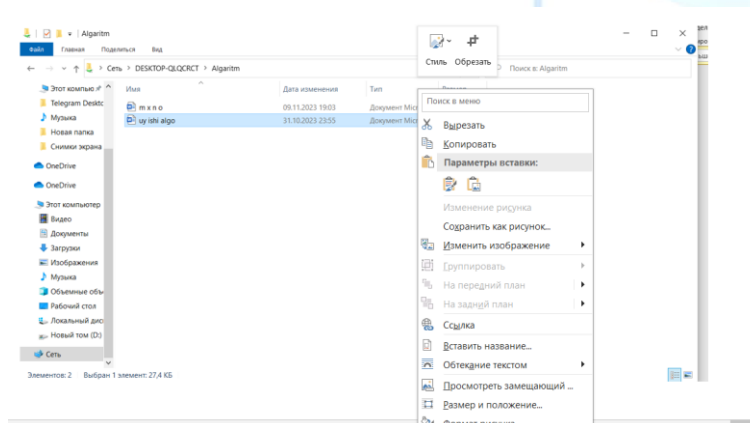 Algaritm
Файл Главная Поделиться Вид
Стиль Обрезать
Сеть > DESKTOP-QLQCRCT > Algaritm
Поиск в: Algaritm
Этот компью
Имя Дата изменения Тип
Telegram Deskto
m x n o 09.11.2023 19:03 Документ Micr
Музыка
uy ishi algo 31.10.2023 23:55 Документ Micr
Новая папка
Снимки экрана
OneDrive
OneDrive
Этот компьютер
Видео
Документы
Загрузки
Изображения
Музыка
Объемные объ
Рабочий стол
Локальный дис
Новый том (D:)
Сеть
Элементов: 2 Выбран 1 элемент: 27,4 КБ
Поиск в меню
Вырезать
Копировать
Параметры вставки:
Изменение рисунка
Сохранить как рисунок...
Изменить изображение
Группировать
На передний план
На задний план
Ссылка
Вставить название...
Обтекание текстом
Просмотреть замещающий ...
Размер и положение...